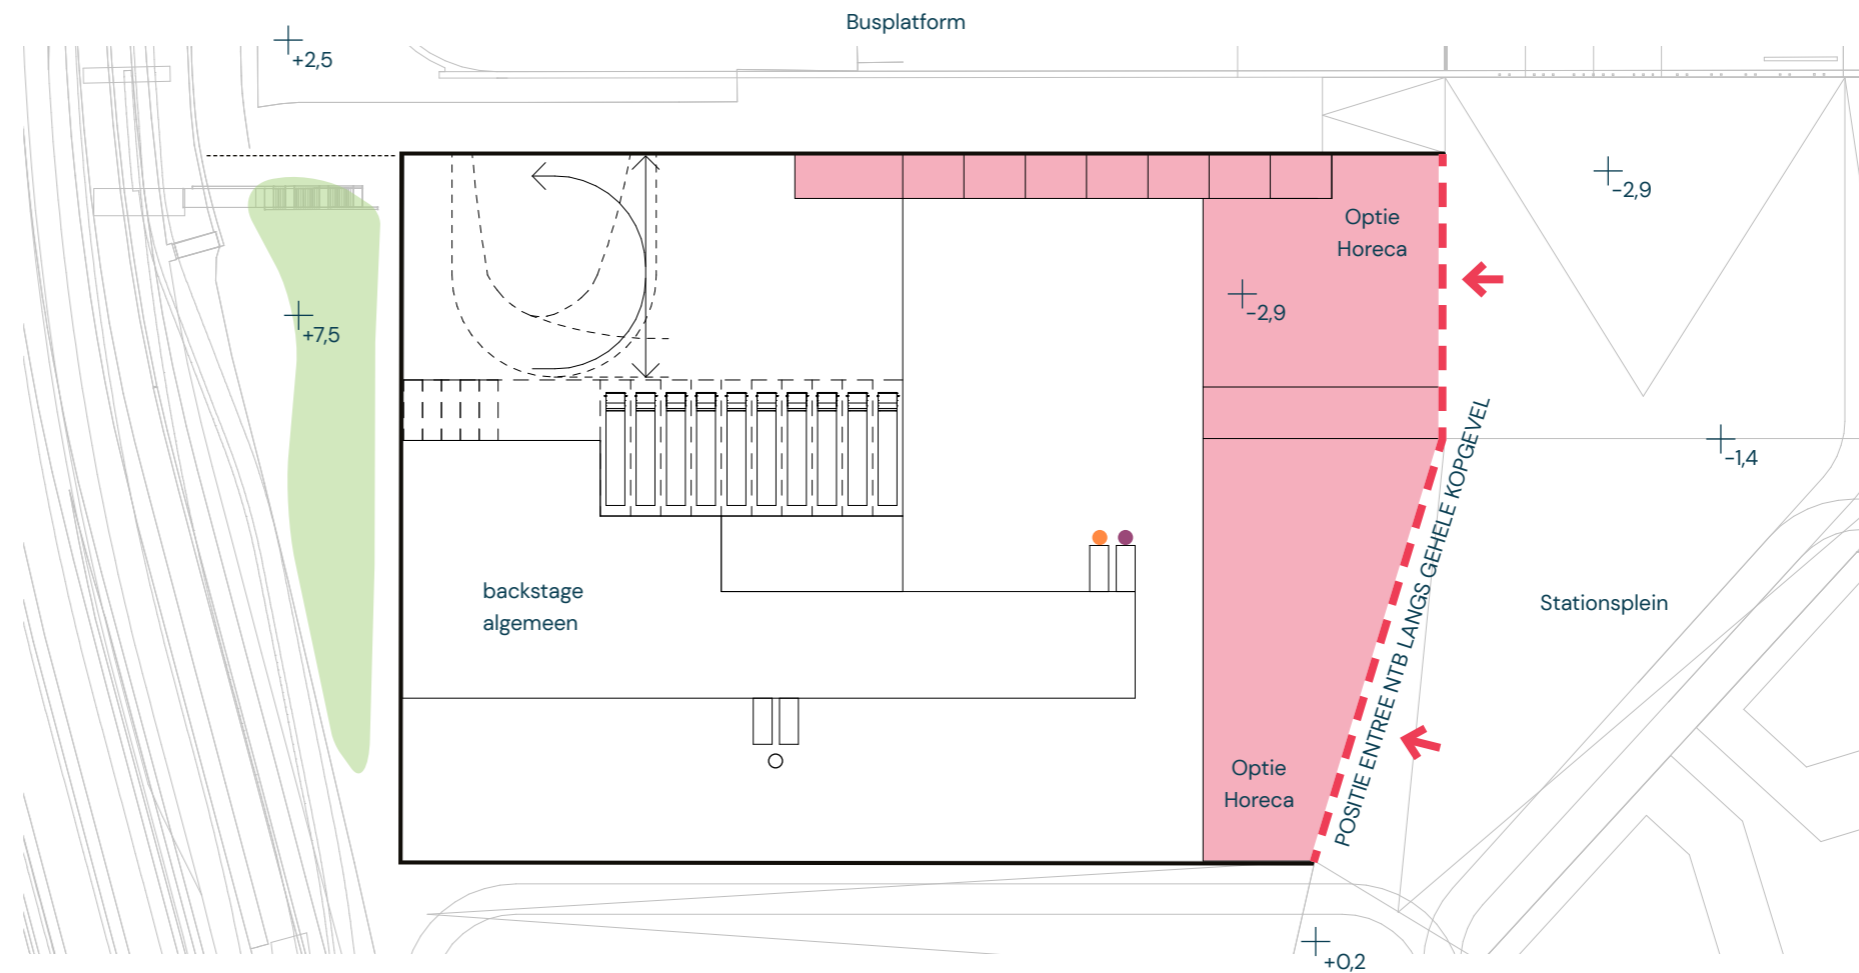 Busplatform
+2,5
-2,9
Optie
Horeca
-2,9
+7,5
-1,4
POSITIE ENTREE NTB LANGS GEHELE KOPGEVEL
backstage
algemeen
Stationsplein
Optie
Horeca
+0,2